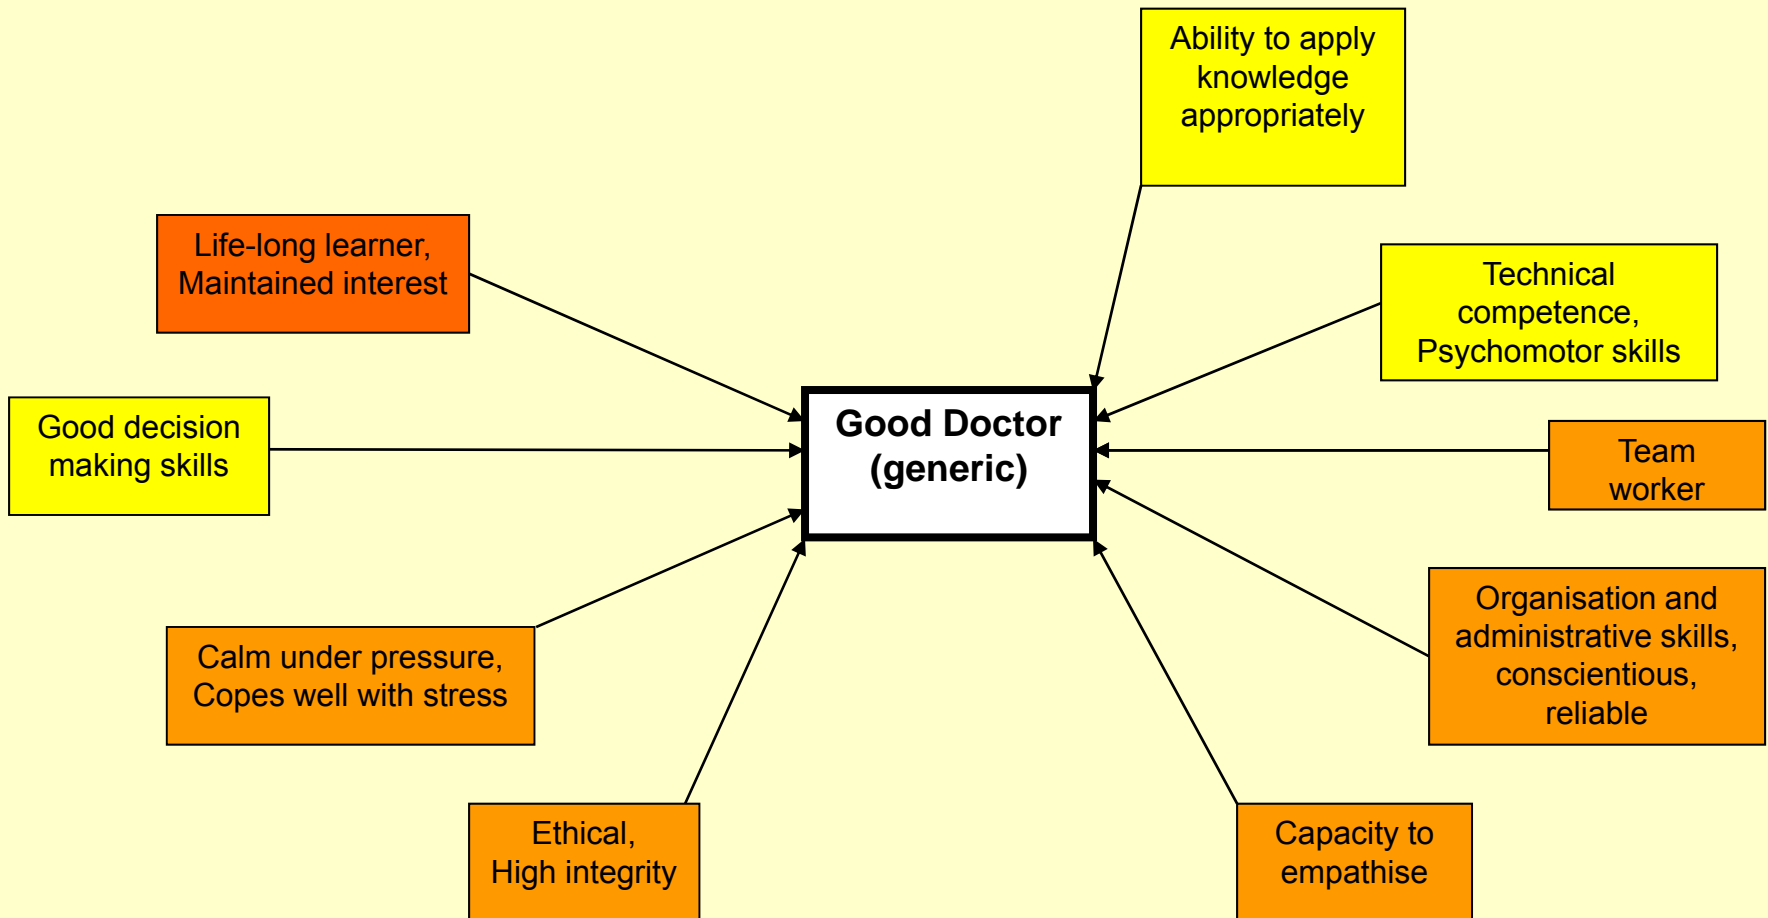 Ability to apply
knowledge
appropriately
Life-long learner,
Maintained interest
Technical
competence,
Psychomotor skills
Good decision
making skills
Good Doctor
(generic)
Team
worker
Calm under pressure,
Copes well with stress
Organisation and
administrative skills,
conscientious,
reliable
Ethical,
High integrity
Capacity to
empathise